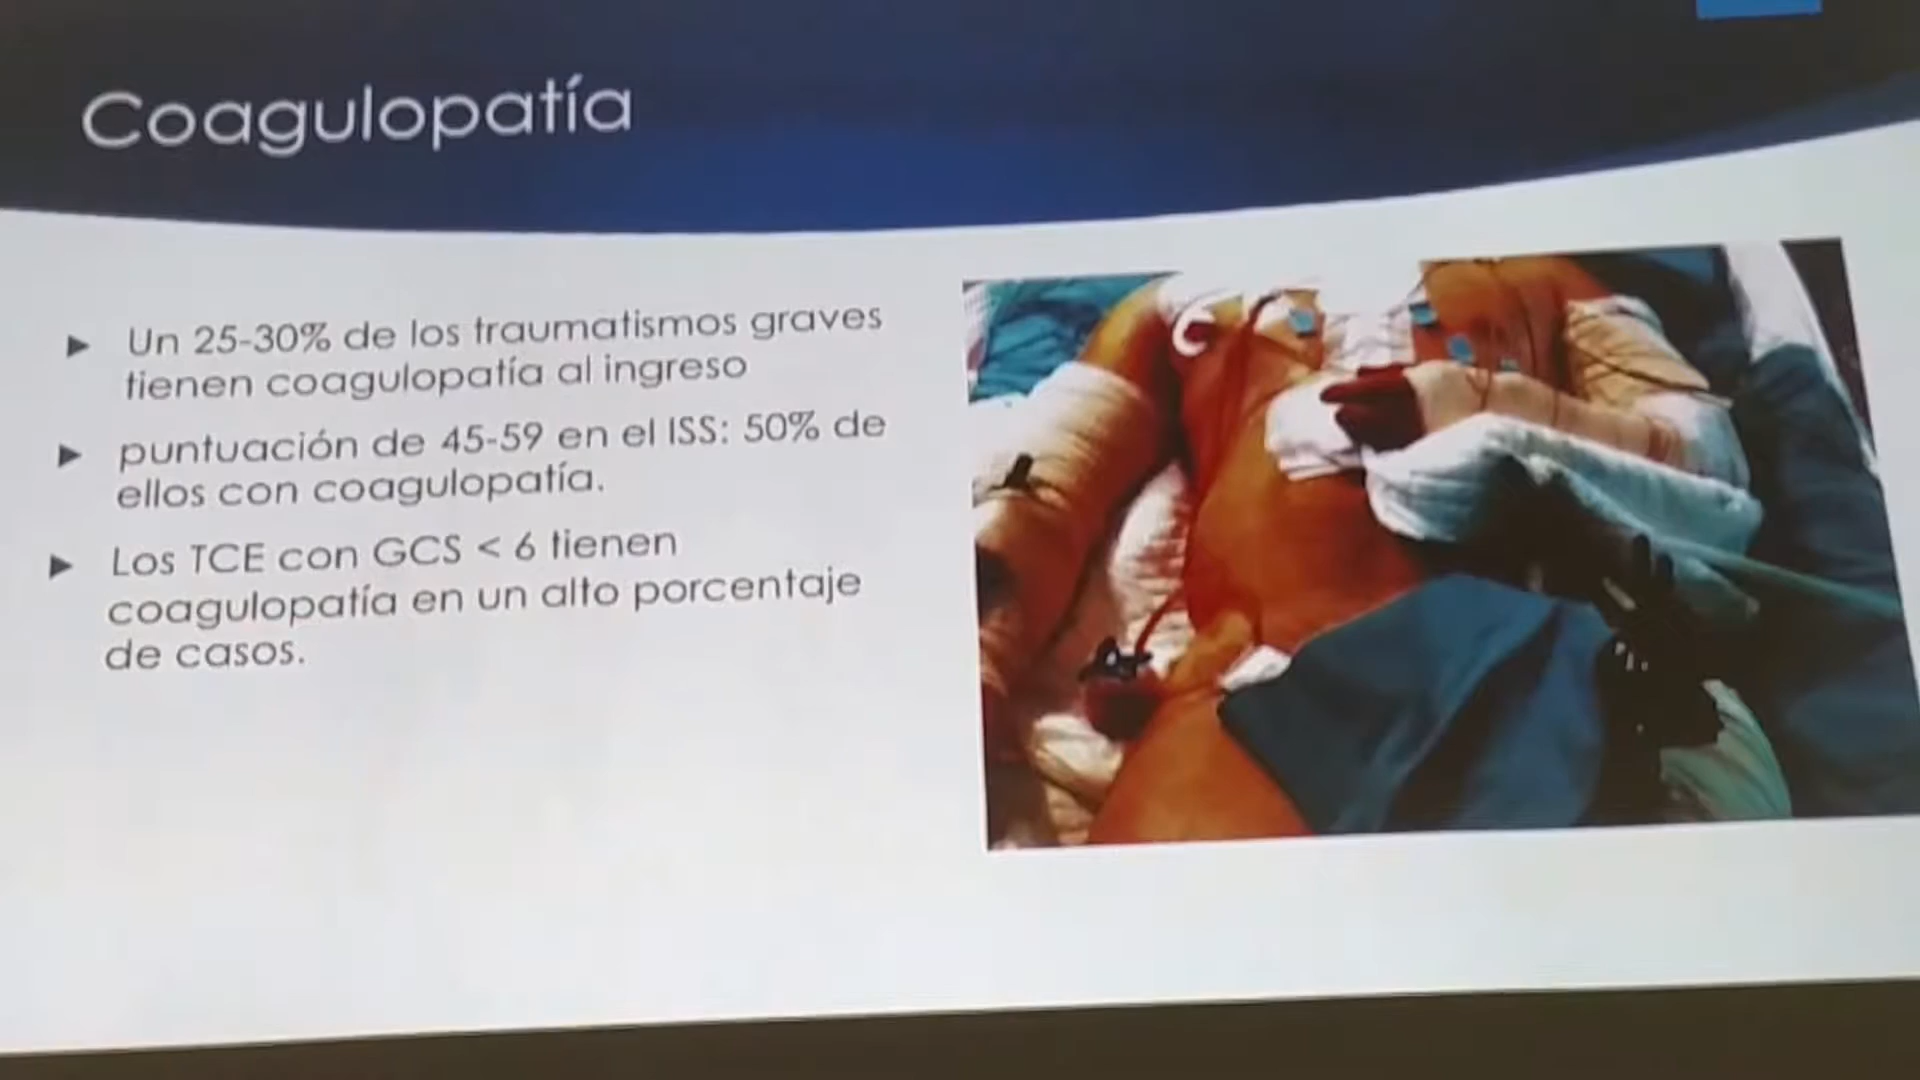 Coagulopatía
Un 25-30% de los traumatismos graves
tienen coagulopatía al ingreso
puntuación de 45-59 en el ISS: 50% de
ellos con coagulopatía.
Los TCE con GCS < 6 tienen
coagulopatía en un alto porcentaje
de casos.